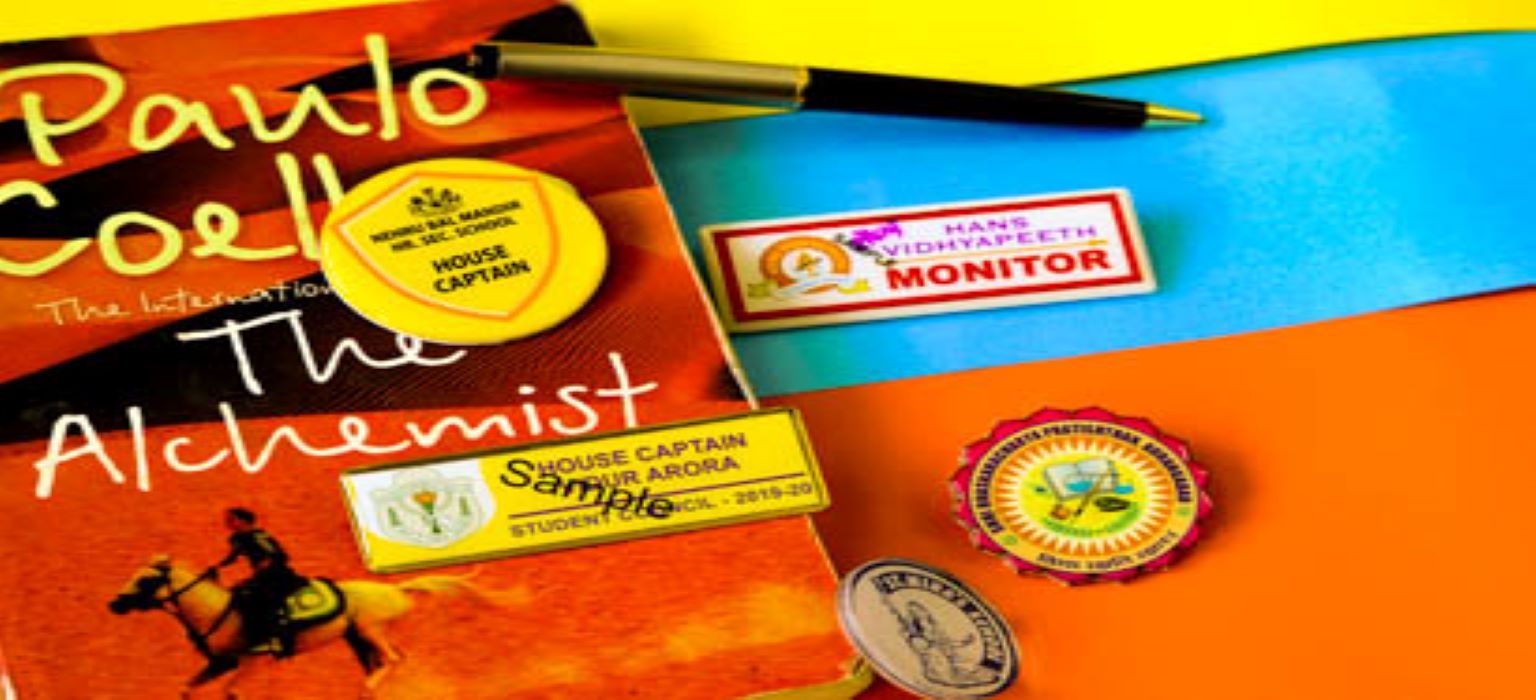 Paulo
Coel
The Internation
The
Alchemist
NEHRU BAL MANDIR
HR. SEC. SCHOOL
HOUSE
CAPTAIN
HANS
VIDHYAPEETH
MONITOR
HOUSE CAPTAIN
UR ARORA
STUDENT COUNCIL - 2019-20
Sample